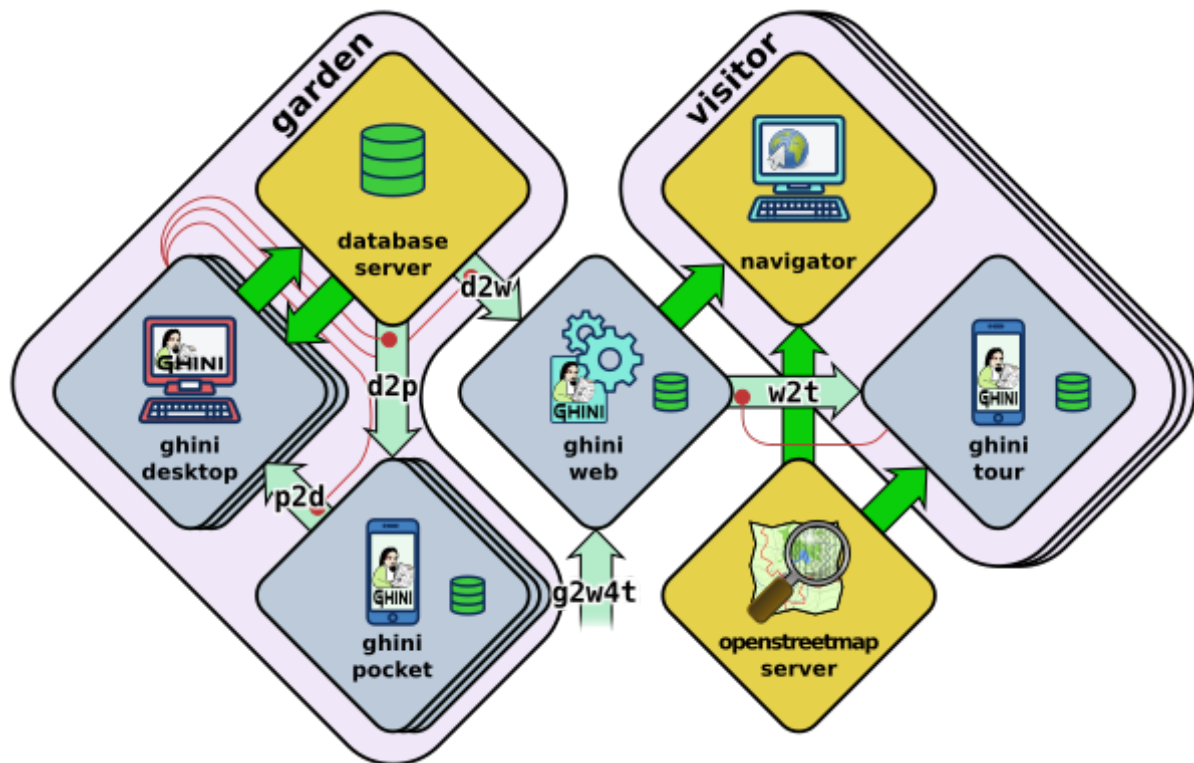 garden
visitor
database
server
navigator
d2w
GHINI
d2p
GHINI
w2t
GHINI
ghini
desktop
ghini
web
ghini
tour
p2d
GHINI
g2w4t
ghini
pocket
openstreetmap
server